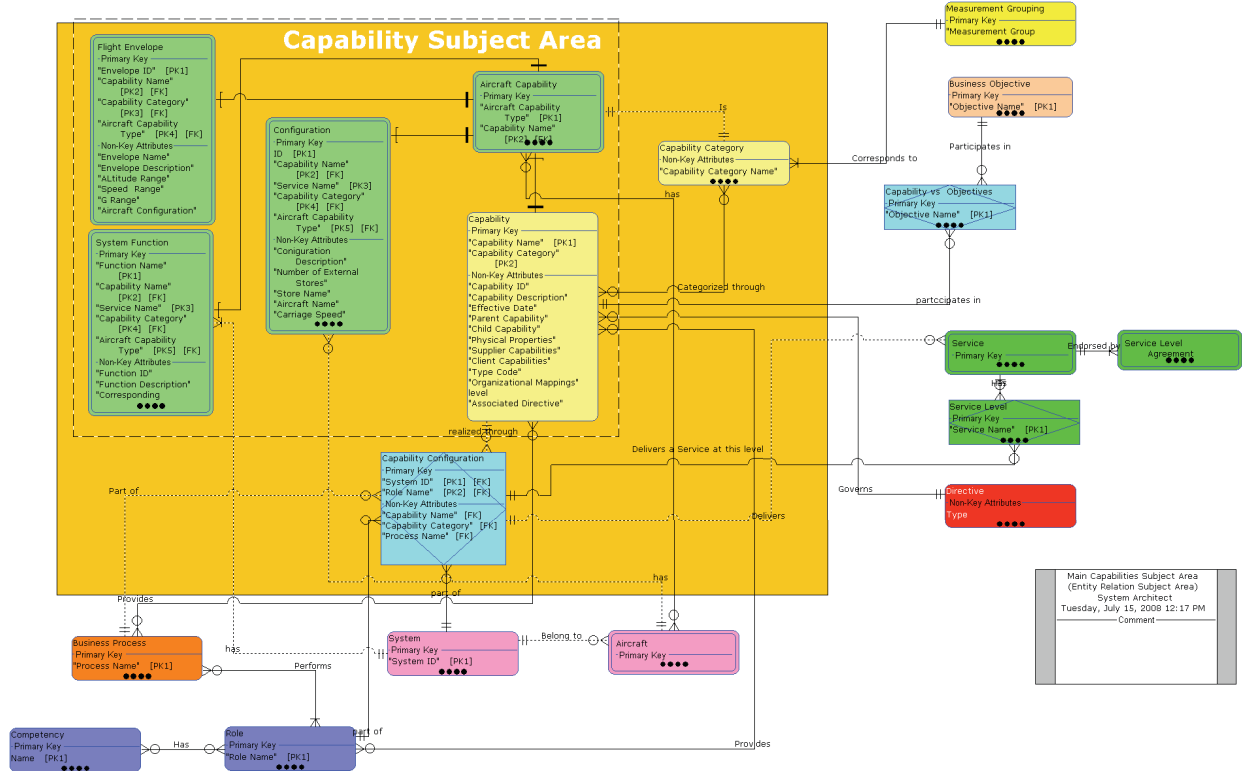 Capability Subject Area
Flight Envelope
Primary Key
"Envelope ID" [PK1]
"Capability Name"
[PK2] [FK]
"Capability Category"
[PK3] [FK]
"Aircraft Capability
Type" [PK4] [FK]
Non-Key Attributes
"Envelope Name"
"Envelope Description"
"ALtitude Range"
"Speed Range"
"G Range"
"Aircraft Configuration"
System Function
Primary Key
"Function Name"
[PK1]
"Capability Name"
[PK2] [FK]
"Service Name" [PK3]
"Capability Category"
[PK4] [FK]
"Aircraft Capability
Type" [PK5] [FK]
Non-Key Attributes
"Function ID"
"Function Description"
"Corresponding
Configuration
Primary Key
ID [PK1]
"Capability Name"
[PK2] [FK]
"Service Name" [PK3]
"Capability Category"
[PK4] [FK]
"Aircraft Capability
Type" [PK5] [FK]
Non-Key Attributes
"Coniguration
Description"
"Number of External
Stores"
"Store Name"
"Aircraft Name"
"Carriage Speed"
Aircraft Capability
Primary Key
"Aircraft Capability
Type" [PK1]
"Capability Name"
[PK2] [FK]
Capability
Primary Key
"Capability Name" [PK1]
"Capability Category"
[PK2]
Non-Key Attributes
"Capability ID"
"Capability Description"
"Effective Date"
"Parent Capability"
"Child Capability"
"Physical Properties"
"Supplier Capabilities"
"Client Capabilities"
"Type Code"
"Organizational Mappings"
level
"Associated Directive"
Is
Capability Category
Non-Key Attributes
"Capability Category Name"
has
Categorized through
Corresponds to
Measurement Grouping
Primary Key
"Measurement Group
Business Objective
Primary Key
"Objective Name" [PK1]
Participates in
Capability vs Objectives
Primary Key
"Objective Name" [PK1]
partccipates in
Service
Primary Key
Endorsed by
Service Level
Agreement
Has
Service Level
Primary Key
"Service Name" [PK1]
Delivers a Service at this level
Governs
Directive
Non-Key Attributes
Type
realized through
Capability Configuration
Primary Key
"System ID" [PK1] [FK]
"Role Name" [PK2] [FK]
Non-Key Attributes
"Capability Name" [FK]
"Capability Category" [FK]
"Process Name" [FK]
Delivers
Part of
has
part of
Provides
Business Process
Primary Key
"Process Name" [PK1]
has
System
Primary Key
"System ID" [PK1]
Belong to
Aircraft
Primary Key
Performs
Competency
Primary Key
Name [PK1]
Has
Role
Primary Key
"Role Name" [PK1]
part of
Provides
Main Capabilities Subject Area
(Entity Relation Subject Area)
System Architect
Tuesday, July 15, 2008 12:17 PM
Comment